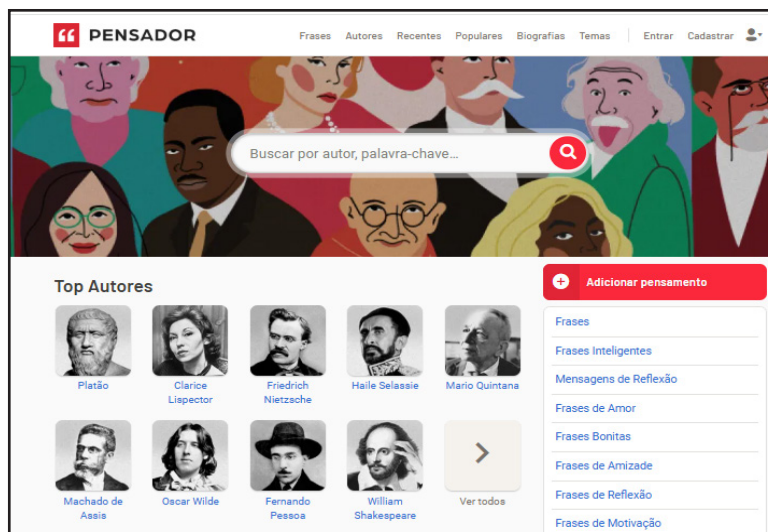 PENSADOR
Frases Autores Recentes Populares Biografias Temas Entrar Cadastrar
Buscar por autor, palavra-chave...
Top Autores
Platão
Clarice
Lispector
Friedrich
Nietzsche
Haile Selassie
Mario Quintana
Machado de
Assis
Oscar Wilde
Fernando
Pessoa
William
Shakespeare
Ver todos
Adicionar pensamento
Frases
Frases Inteligentes
Mensagens de Reflexão
Frases de Amor
Frases Bonitas
Frases de Amizade
Frases de Reflexão
Frases de Motivação